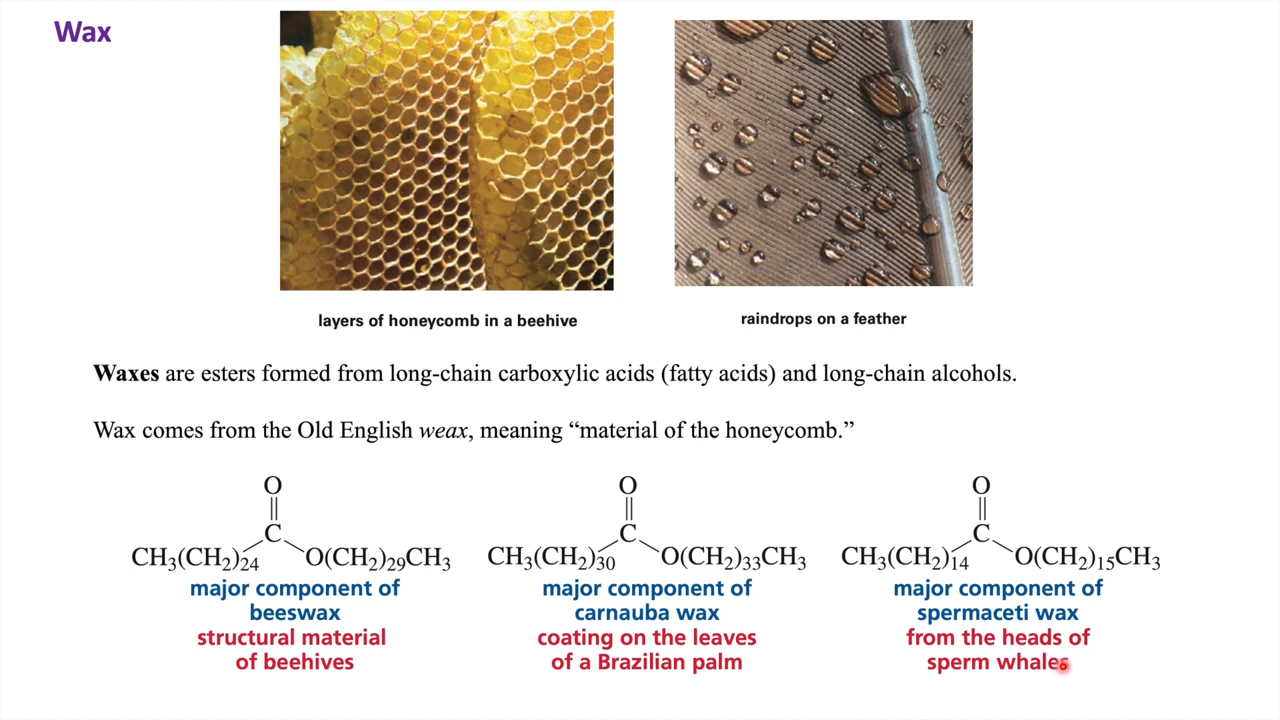 Wax
layers of honeycomb in a beehive
raindrops on a feather
Waxes are esters formed from long-chain carboxylic acids (fatty acids) and long-chain alcohols.
Wax comes from the Old English weax, meaning “material of the honeycomb.”
O
C
CH₃(CH₂)₂₄ O(CH₂)₂₉CH₃
major component of
beeswax
structural material
of beehives
O
C
CH₃(CH₂)₃₀ O(CH₂)₃₃CH₃
major component of
carnauba wax
coating on the leaves
of a Brazilian palm
O
C
CH₃(CH₂)₁₄ O(CH₂)₁₅CH₃
major component of
spermaceti wax
from the heads of
sperm whales